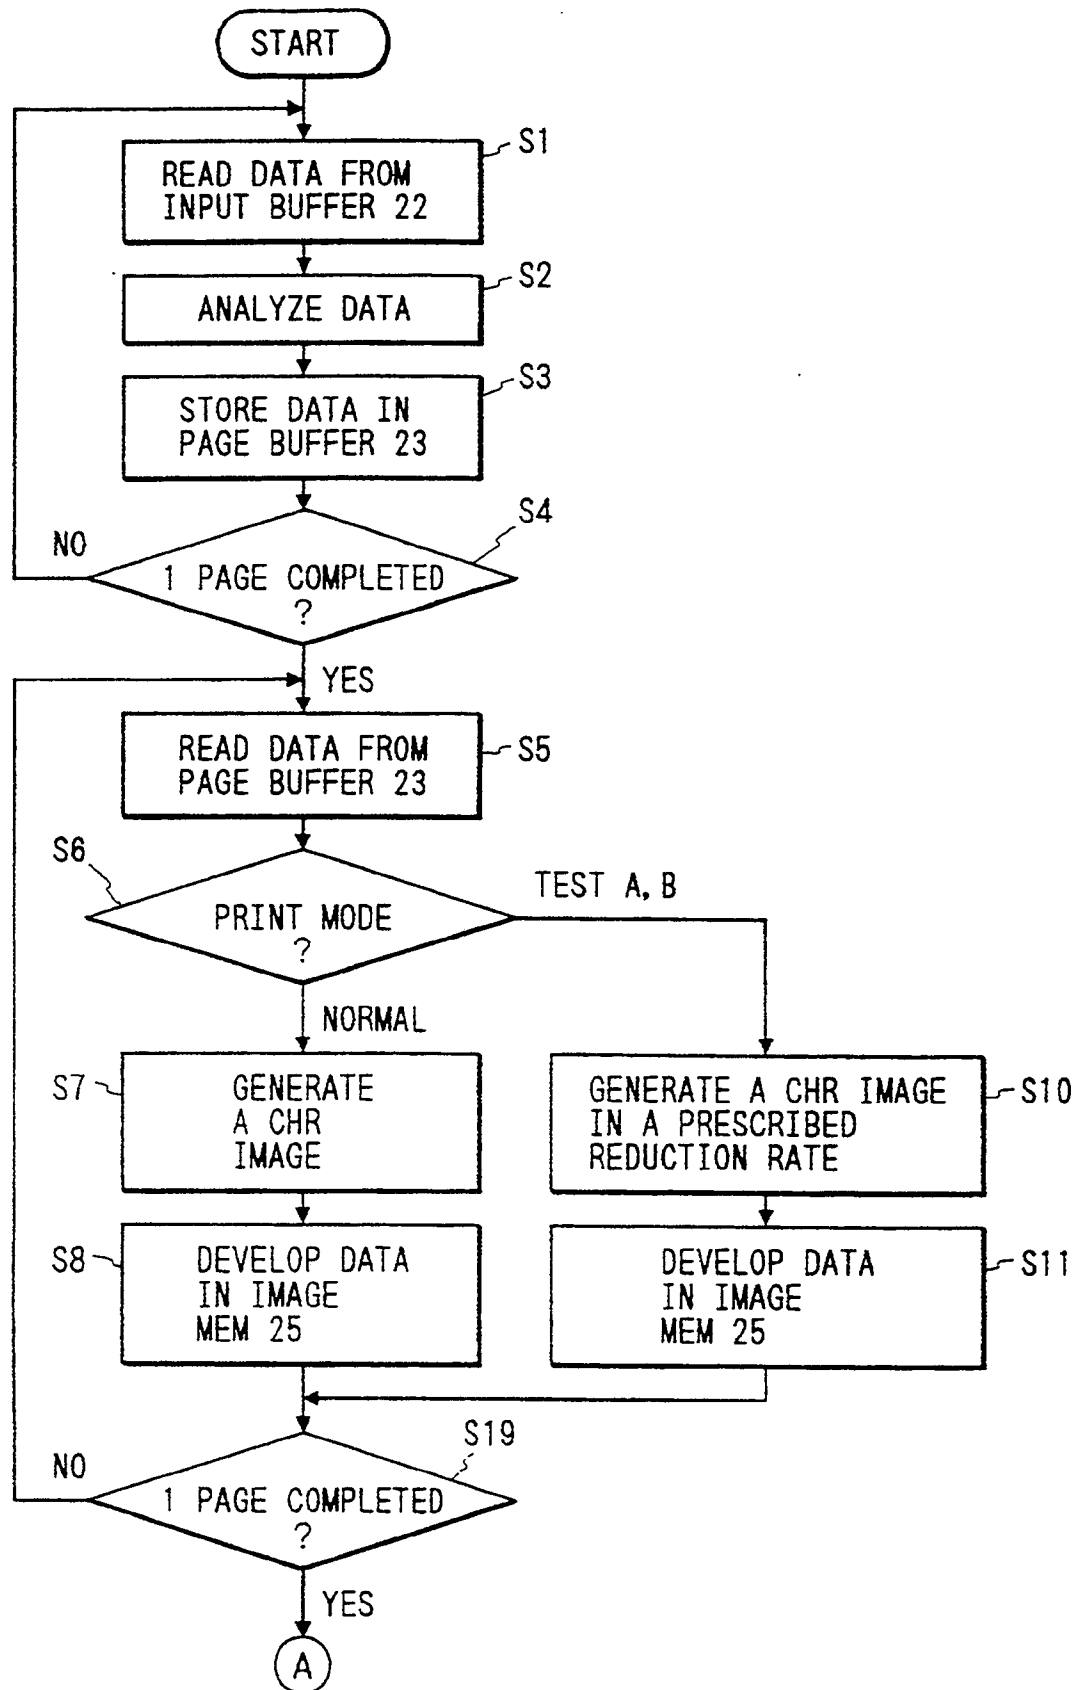 START
S1
READ DATA FROM
INPUT BUFFER 22
S2
ANALYZE DATA
S3
STORE DATA IN
PAGE BUFFER 23
S4
NO
1 PAGE COMPLETED
?
YES
READ DATA FROM
PAGE BUFFER 23
S5
S6
TEST A, B
PRINT MODE
?
NORMAL
S7
GENERATE
A CHR
IMAGE
GENERATE A CHR IMAGE
IN A PRESCRIBED
REDUCTION RATE
S10
S8
DEVELOP DATA
IN IMAGE
MEM 25
DEVELOP DATA
IN IMAGE
MEM 25
S11
S19
NO
1 PAGE COMPLETED
?
YES
A